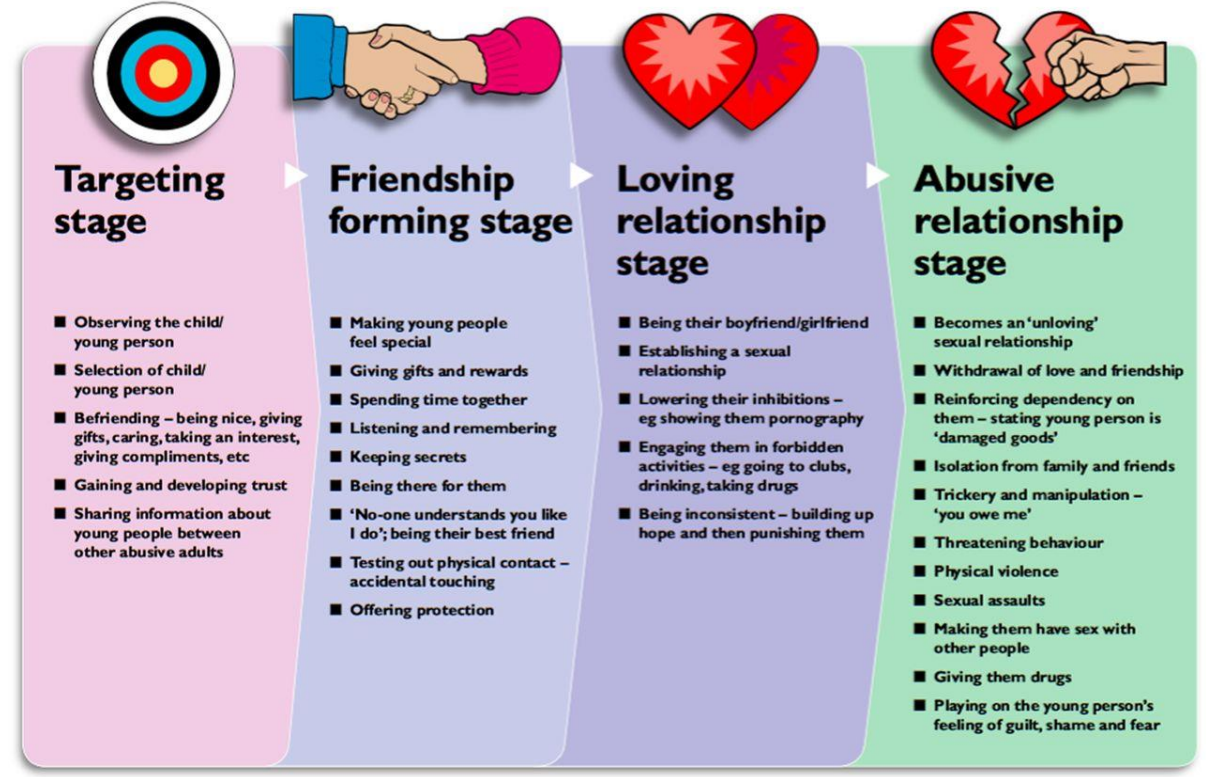 Targeting
stage
■ Observing the child/
young person
■ Selection of child/
young person
■ Befriending – being nice, giving
gifts, caring, taking an interest,
giving compliments, etc
■ Gaining and developing trust
■ Sharing information about
young people between
other abusive adults
Friendship
forming stage
■ Making young people
feel special
■ Giving gifts and rewards
■ Spending time together
■ Listening and remembering
■ Keeping secrets
■ Being there for them
■ ‘No-one understands you like
I do’; being their best friend
■ Testing out physical contact –
accidental touching
■ Offering protection
Loving
relationship
stage
■ Being their boyfriend/girlfriend
■ Establishing a sexual
relationship
■ Lowering their inhibitions –
eg showing them pornography
■ Engaging them in forbidden
activities – eg going to clubs,
drinking, taking drugs
■ Being inconsistent – building up
hope and then punishing them
Abusive
relationship
stage
■ Becomes an ‘unloving’
sexual relationship
■ Withdrawal of love and friendship
■ Reinforcing dependency on
them – stating young person is
‘damaged goods’
■ Isolation from family and friends
■ Trickery and manipulation –
‘you owe me’
■ Threatening behaviour
■ Physical violence
■ Sexual assaults
■ Making them have sex with
other people
■ Giving them drugs
■ Playing on the young person’s
feeling of guilt, shame and fear